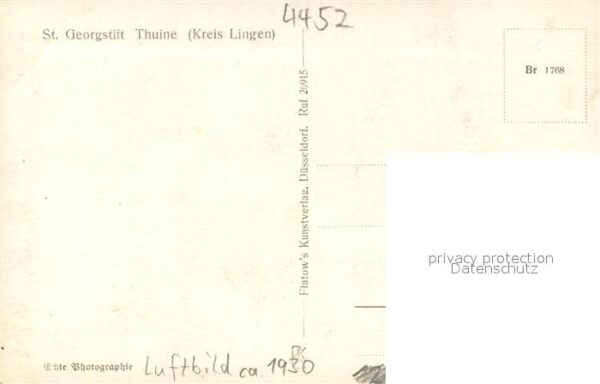 4452
St. Georgstift Thuine (Kreis Lingen)
Br 1768
Flatow's Kunstverlag, Düsseldorf. Ruf 26915
privacy protection
Datenschutz
Echte Photographie
Luftbild ca. 1930